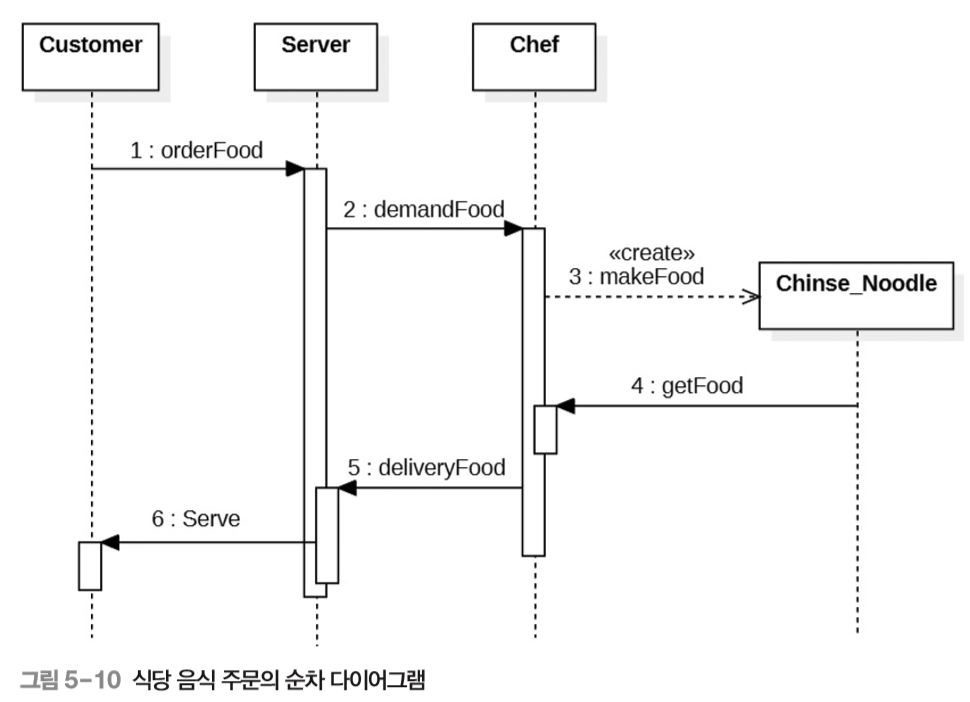 Customer
Server
Chef
1 : orderFood
2 : demandFood
«create»
3 : makeFood
Chinse_Noodle
4 : getFood
5 : deliveryFood
6 : Serve
그림 5-10 식당 음식 주문의 순차 다이어그램